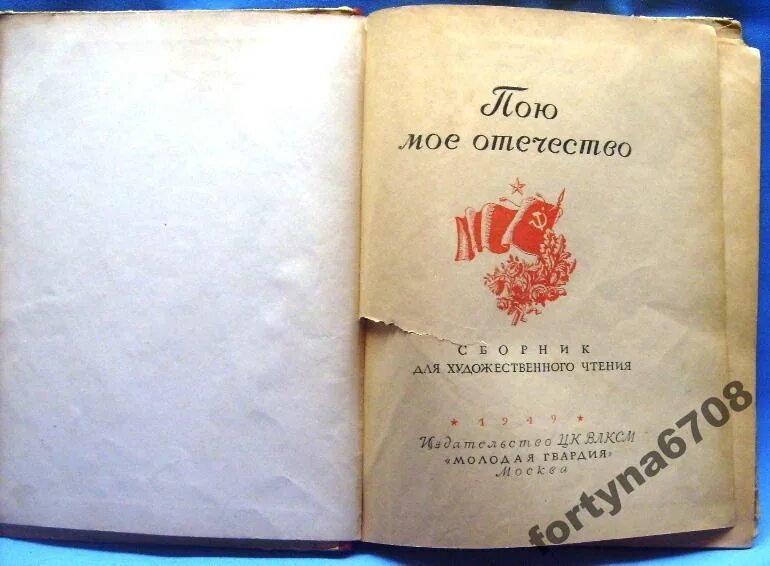 Пою
мое отечество
СБОРНИК
ДЛЯ ХУДОЖЕСТВЕННОГО ЧТЕНИЯ
* 1949 *
Издательство ЦК ВЛКСМ
«МОЛОДАЯ ГВАРДИЯ»
Москва
fortyna6708